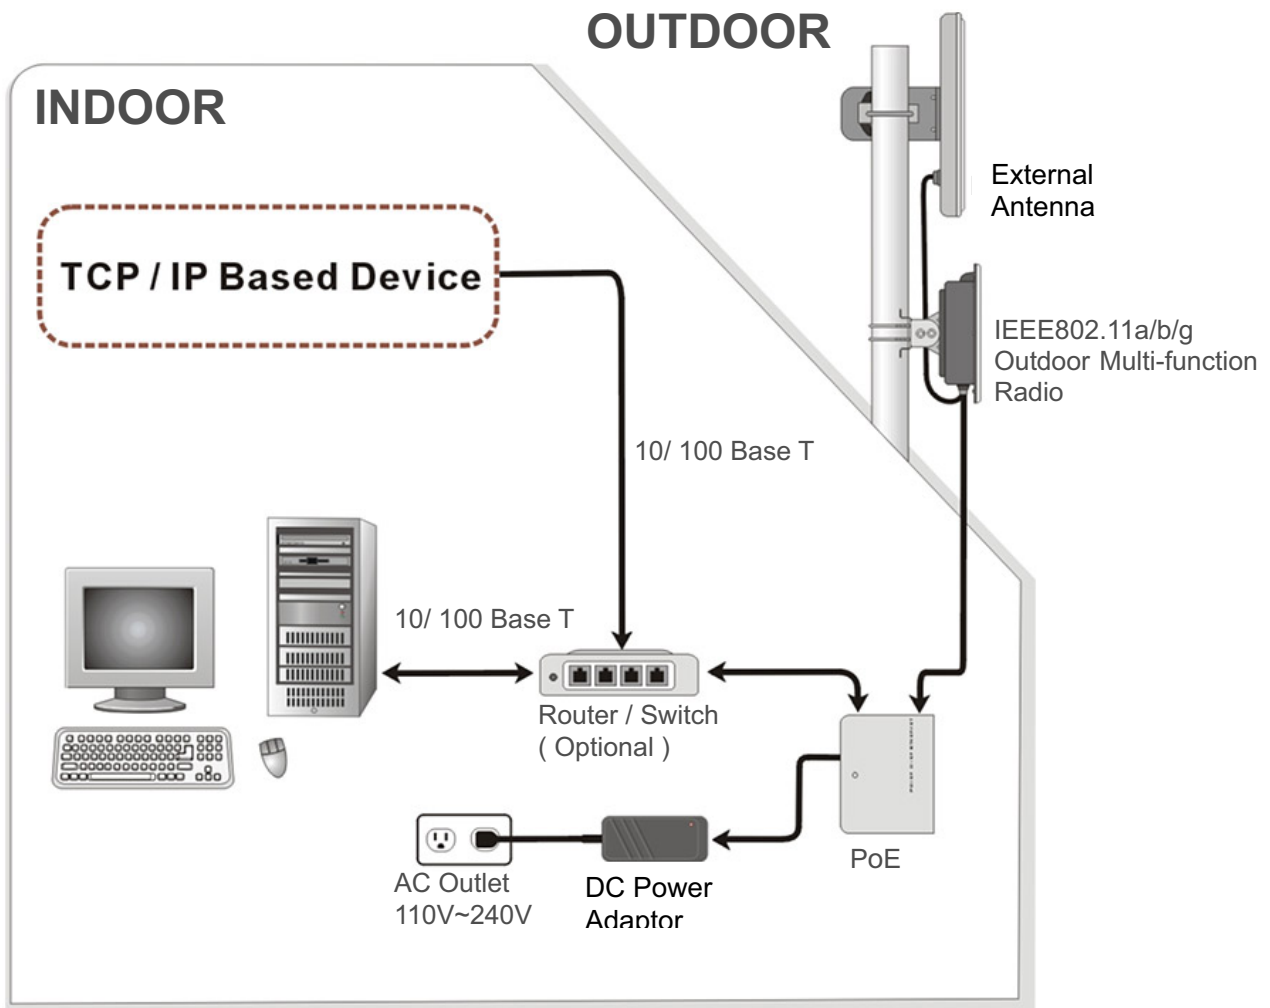 OUTDOOR
INDOOR
External
Antenna
TCP / IP Based Device
IEEE802.11a/b/g
Outdoor Multi-function
Radio
10/ 100 Base T
10/ 100 Base T
Router / Switch
( Optional )
PoE
AC Outlet
110V~240V
DC Power
Adaptor